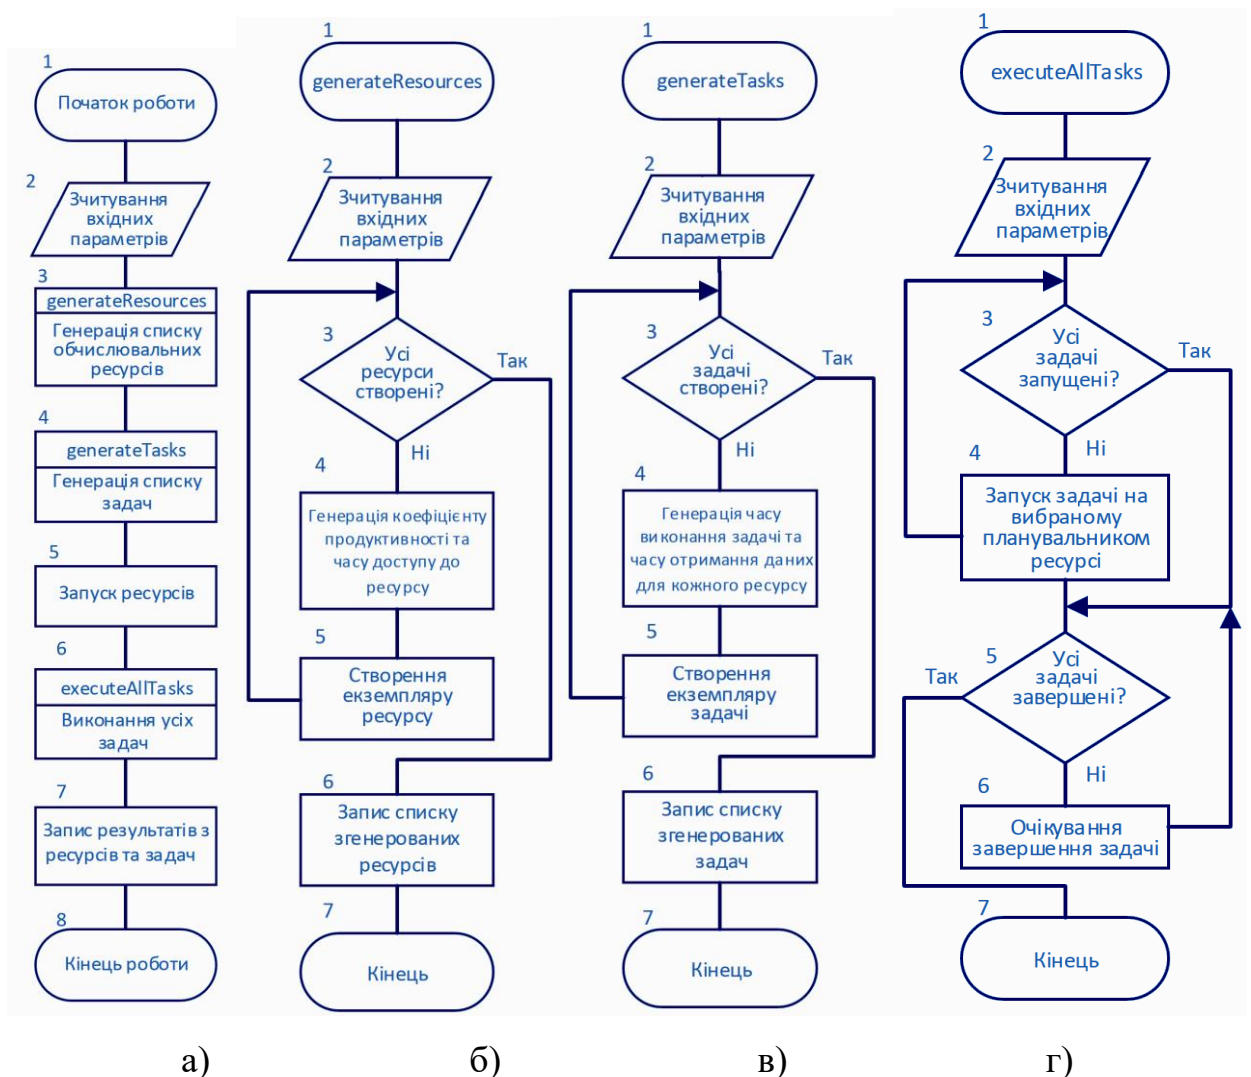 1
Початок роботи
2
Зчитування
вхідних
параметрів
3
generateResources
Генерація списку
обчислювальних
ресурсів
4
generateTasks
Генерація списку
задач
5
Запуск ресурсів
6
executeAllTasks
Виконання усіх
задач
7
Запис результатів з
ресурсів та задач
8
Кінець роботи
а)
1
generateResources
2
Зчитування
вхідних
параметрів
3
Усі
ресурси
створені?
Так
Ні
4
Генерація коефіцієнту
продуктивності та
часу доступу до
ресурсу
5
Створення
екземпляру
ресурсу
6
Запис списку
згенерованих
ресурсів
7
Кінець
б)
1
generateTasks
2
Зчитування
вхідних
параметрів
3
Усі
задачі
створені?
Так
Ні
4
Генерація часу
виконання задачі та
часу отримання даних
для кожного ресурсу
5
Створення
екземпляру
задачі
6
Запис списку
згенерованих
задач
7
Кінець
в)
1
executeAllTasks
2
Зчитування
вхідних
параметрів
3
Усі
задачі
запущені?
Так
Ні
4
Запуск задачі на
вибраному
планувальником
ресурсі
5
Усі
задачі
завершені?
Так
Ні
6
Очікування
завершення задачі
7
Кінець
г)